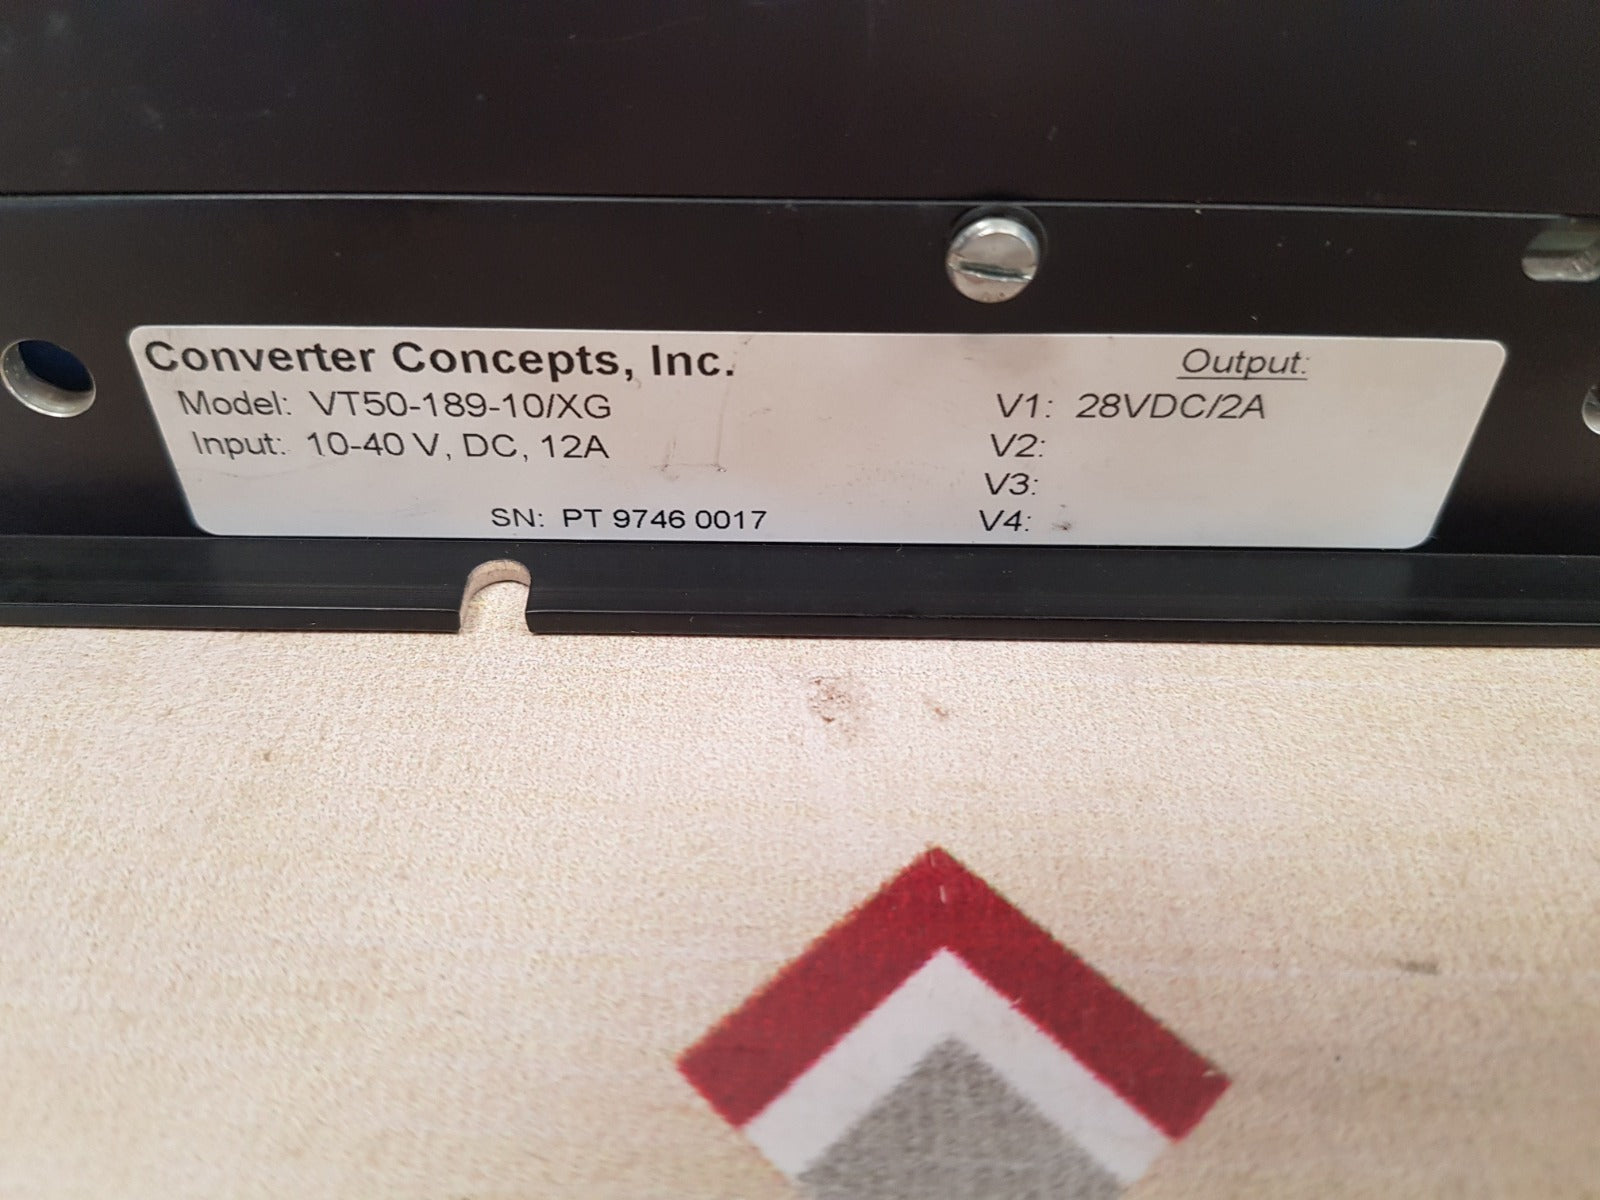 Converter Concepts, Inc.
Model: VT50-189-10/XG
Input: 10-40 V, DC, 12A
SN: PT 9746 0017
Output:
V1: 28VDC/2A
V2:
V3:
V4: